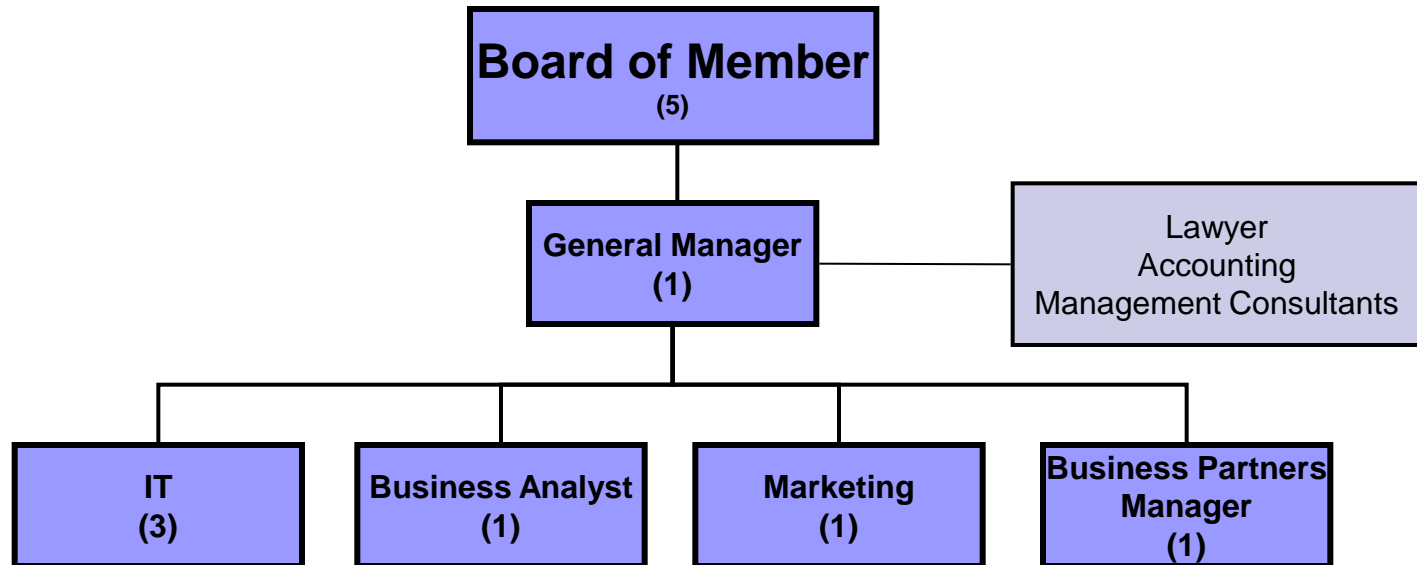 Board of Member
(5)
General Manager
(1)
Lawyer
Accounting
Management Consultants
IT
(3)
Business Analyst
(1)
Marketing
(1)
Business Partners
Manager
(1)